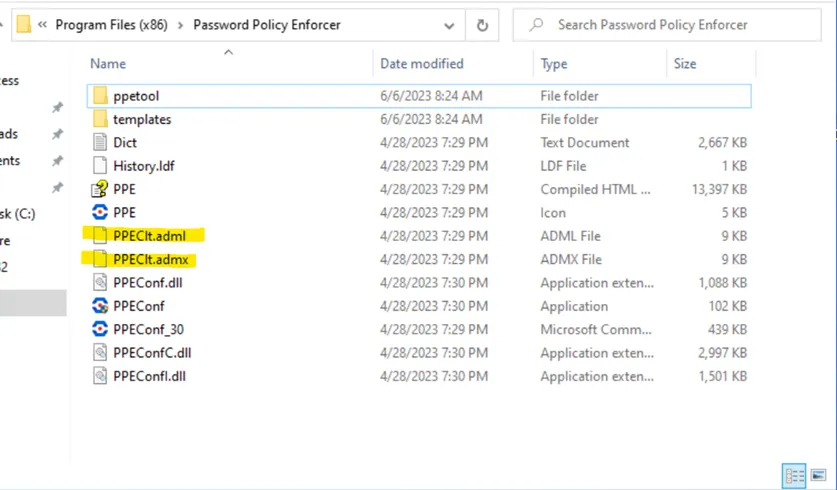 « Program Files (x86) > Password Policy Enforcer Search Password Policy Enforcer
Name Date modified Type Size
ppetool 6/6/2023 8:24 AM File folder
templates 6/6/2023 8:24 AM File folder
Dict 4/28/2023 7:29 PM Text Document 2,667 KB
History.ldf 4/28/2023 7:29 PM LDF File 1 KB
PPE 4/28/2023 7:29 PM Compiled HTML ... 13,397 KB
PPE 4/28/2023 7:29 PM Icon 5 KB
PPEClt.adml 4/28/2023 7:29 PM ADML File 9 KB
PPEClt.admx 4/28/2023 7:29 PM ADMX File 9 KB
PPEConf.dll 4/28/2023 7:30 PM Application exten... 1,088 KB
PPEConf 4/28/2023 7:30 PM Application 102 KB
PPEConf_30 4/28/2023 7:29 PM Microsoft Comm... 439 KB
PPEConfC.dll 4/28/2023 7:30 PM Application exten... 2,997 KB
PPEConfI.dll 4/28/2023 7:30 PM Application exten... 1,501 KB
cess
ads
ents
sk (C:)
re
32